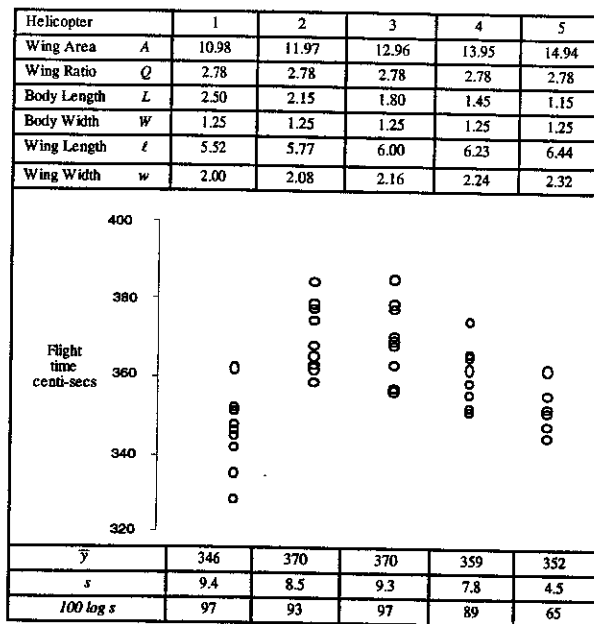 Helicopter 1 2 3 4 5
Wing Area A 10.98 11.97 12.96 13.95 14.94
Wing Ratio Q 2.78 2.78 2.78 2.78 2.78
Body Length L 2.50 2.15 1.80 1.45 1.15
Body Width W 1.25 1.25 1.25 1.25 1.25
Wing Length ℓ 5.52 5.77 6.00 6.23 6.44
Wing Width w 2.00 2.08 2.16 2.24 2.32
400
380
Flight
time
centi-secs
360
340
320
ȳ 346 370 370 359 352
s 9.4 8.5 9.3 7.8 4.5
100 log s 97 93 97 89 65